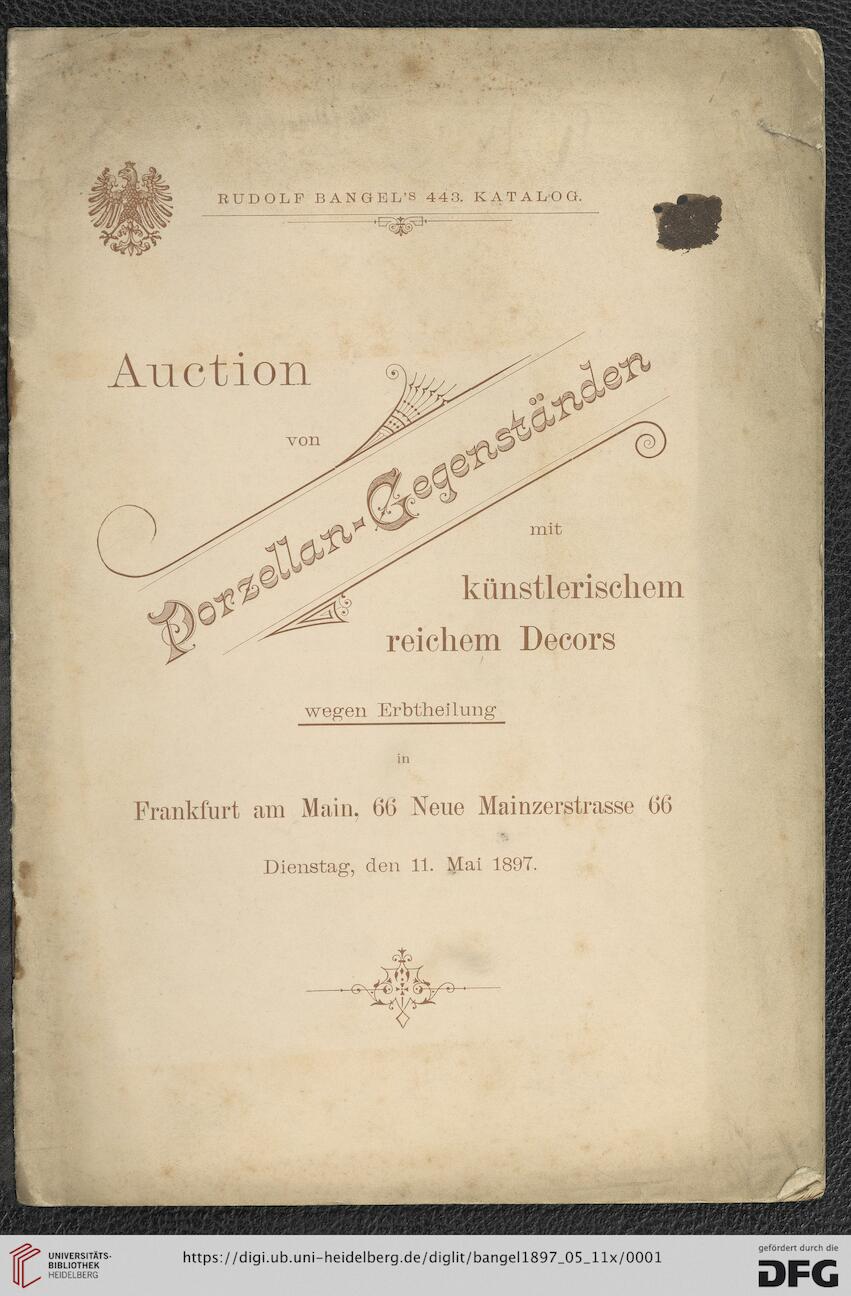 RUDOLF BANGEL'S 443. KATALOG.
Auction
von
Porzellan-Gegenständen
mit
künstlerischem
reichem Decors
wegen Erbtheilung
in
Frankfurt am Main, 66 Neue Mainzerstrasse 66
Dienstag, den 11. Mai 1897.
UNIVERSITÄTS-
BIBLIOTHEK
HEIDELBERG
https://digi.ub.uni-heidelberg.de/diglit/bangel1897_05_11x/0001
gefördert durch die
DFG